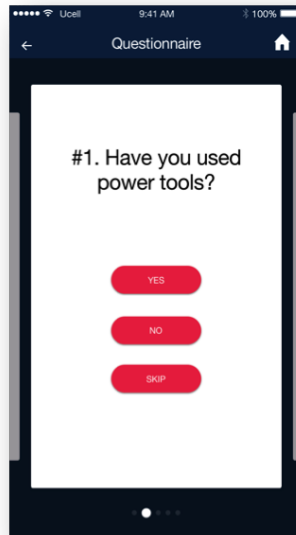 Ucell 9:41 AM 100%
Questionnaire
#1. Have you used
power tools?
YES
NO
SKIP